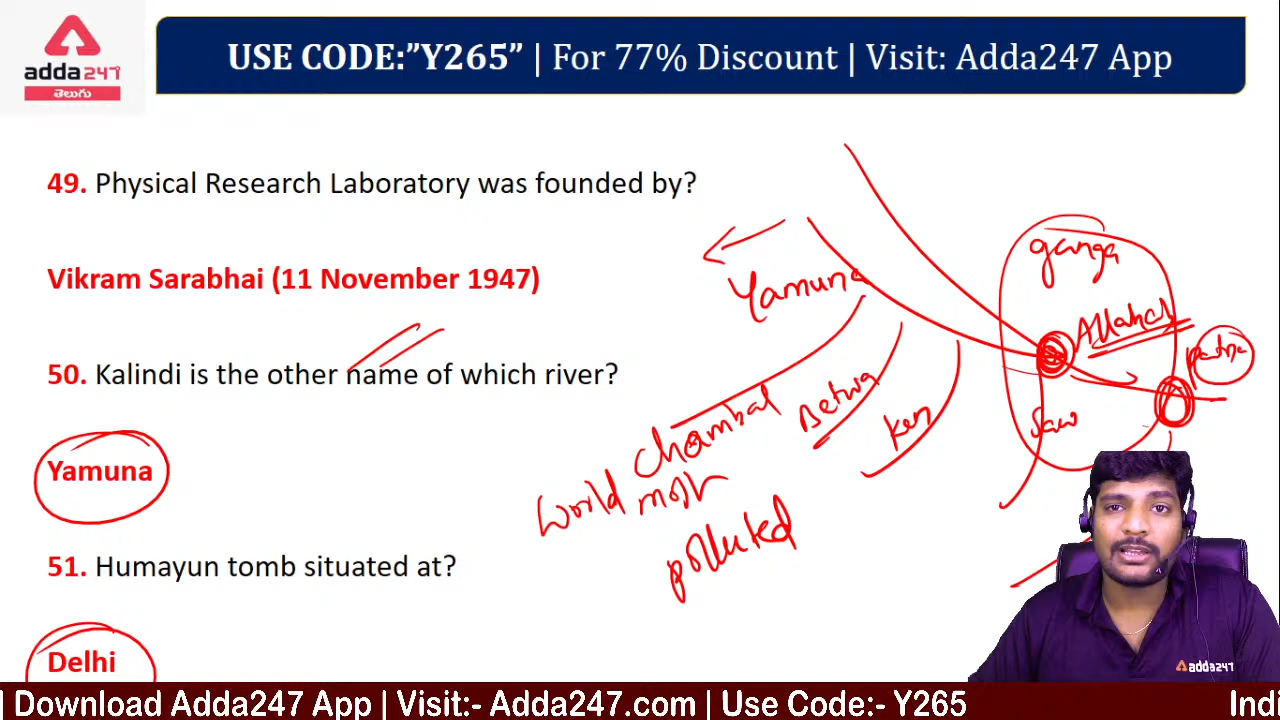 adda247
తెలుగు
USE CODE:”Y265” | For 77% Discount | Visit: Adda247 App
49. Physical Research Laboratory was founded by?
Vikram Sarabhai (11 November 1947)
50. Kalindi is the other name of which river?
Yamuna
51. Humayun tomb situated at?
Delhi
ganga
Yamuna
Allahab
patna
chambal
Betwa
Ken
world most
polluted
adda247
Download Adda247 App | Visit:- Adda247.com | Use Code:- Y265
Indi